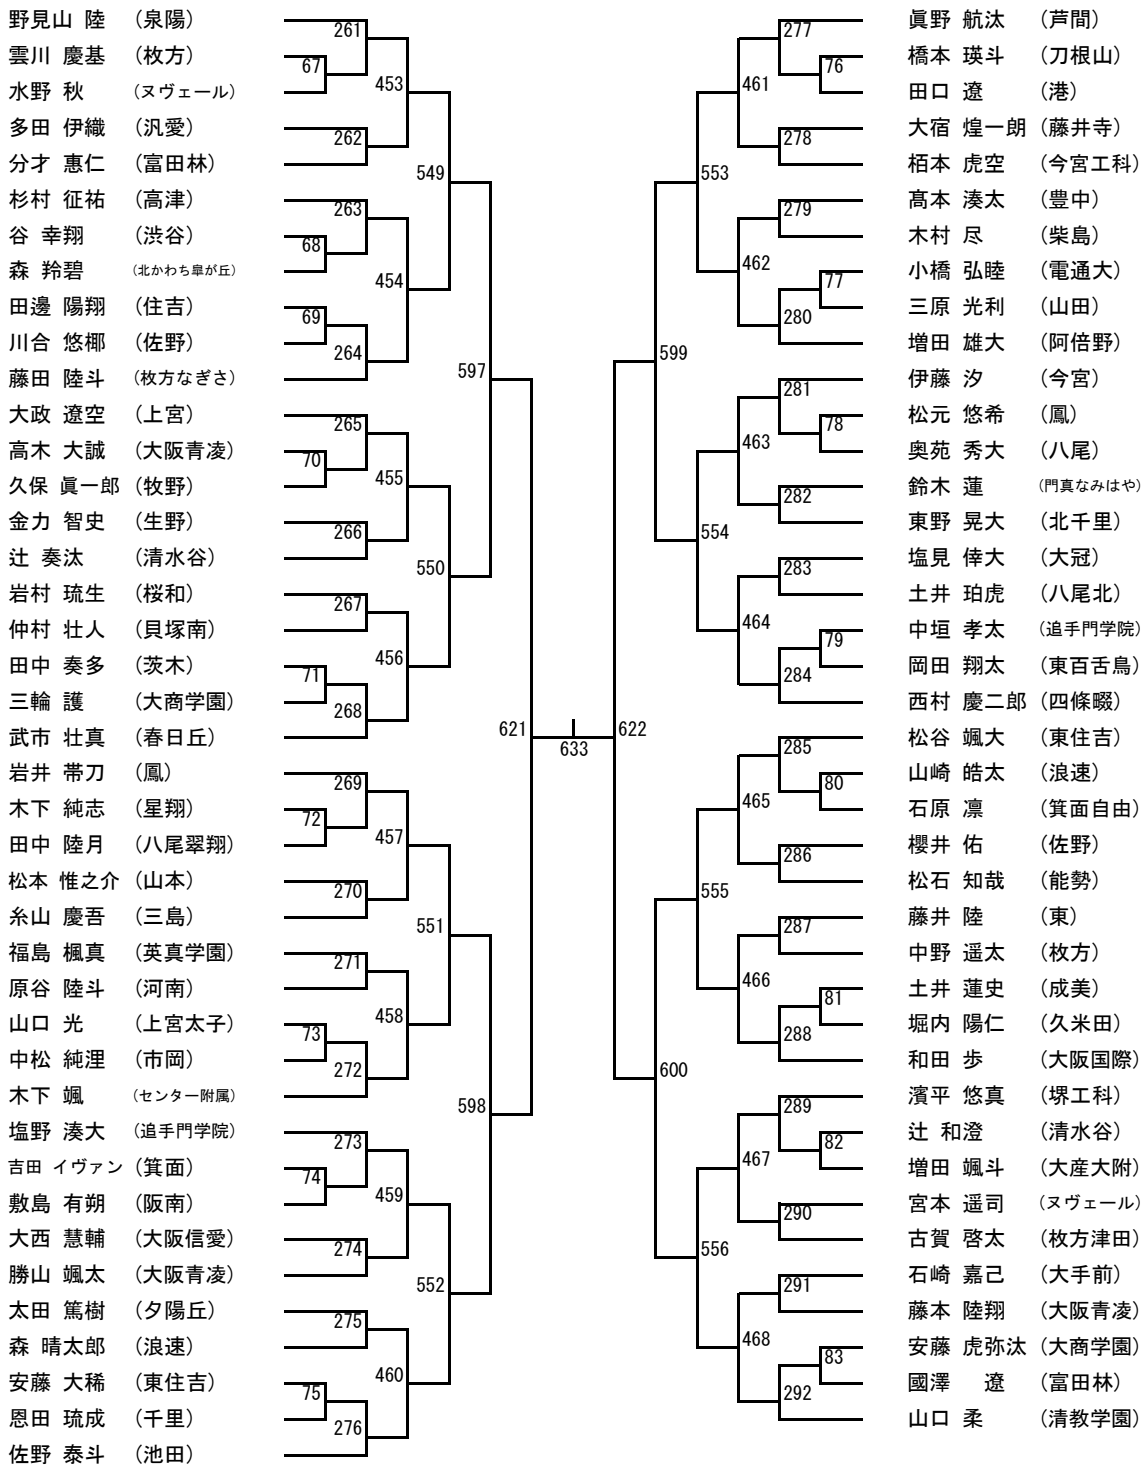 野見山 陸 (泉陽)
雲川 慶基 (枚方)
水野 秋 (ヌヴェール)
多田 伊織 (汎愛)
分才 惠仁 (富田林)
杉村 征祐 (高津)
谷 幸翔 (渋谷)
森 羚碧 (北かわち皐が丘)
田邊 陽翔 (住吉)
川合 悠椰 (佐野)
藤田 陸斗 (枚方なぎさ)
大政 遼空 (上宮)
高木 大誠 (大阪青凌)
久保 眞一郎 (牧野)
金力 智史 (生野)
辻 奏汰 (清水谷)
岩村 琉生 (桜和)
仲村 壮人 (貝塚南)
田中 奏多 (茨木)
三輪 護 (大商学園)
武市 壮真 (春日丘)
岩井 帯刀 (鳳)
木下 純志 (星翔)
田中 陸月 (八尾翠翔)
松本 惟之介 (山本)
糸山 慶吾 (三島)
福島 楓真 (英真学園)
原谷 陸斗 (河南)
山口 光 (上宮太子)
中松 純浬 (市岡)
木下 颯 (センター附属)
塩野 湊大 (追手門学院)
吉田 イヴァン (箕面)
敷島 有朔 (阪南)
大西 慧輔 (大阪信愛)
勝山 颯太 (大阪青凌)
太田 篤樹 (夕陽丘)
森 晴太郎 (浪速)
安藤 大稀 (東住吉)
恩田 琉成 (千里)
佐野 泰斗 (池田)
261
67
453
262
549
263
68
454
69
264
597
265
70
455
266
550
267
456
71
268
621
269
72
457
270
551
271
458
73
272
598
273
74
459
274
552
275
460
75
276
633
277
76
461
278
553
279
462
77
280
599
281
78
463
282
554
283
464
79
284
622
285
80
465
286
555
287
466
81
288
600
289
82
467
290
556
291
468
83
292
眞野 航汰 (芦間)
橋本 瑛斗 (刀根山)
田口 遼 (港)
大宿 煌一朗 (藤井寺)
栢本 虎空 (今宮工科)
髙本 湊太 (豊中)
木村 尽 (柴島)
小橋 弘睦 (電通大)
三原 光利 (山田)
増田 雄大 (阿倍野)
伊藤 汐 (今宮)
松元 悠希 (鳳)
奥苑 秀大 (八尾)
鈴木 蓮 (門真なみはや)
東野 晃大 (北千里)
塩見 倖大 (大冠)
土井 珀虎 (八尾北)
中垣 孝太 (追手門学院)
岡田 翔太 (東百舌鳥)
西村 慶二郎 (四條畷)
松谷 颯大 (東住吉)
山崎 皓太 (浪速)
石原 凛 (箕面自由)
櫻井 佑 (佐野)
松石 知哉 (能勢)
藤井 陸 (東)
中野 遥太 (枚方)
土井 蓮史 (成美)
堀内 陽仁 (久米田)
和田 歩 (大阪国際)
濱平 悠真 (堺工科)
辻 和澄 (清水谷)
増田 颯斗 (大産大附)
宮本 遥司 (ヌヴェール)
古賀 啓太 (枚方津田)
石崎 嘉己 (大手前)
藤本 陸翔 (大阪青凌)
安藤 虎弥汰 (大商学園)
國澤 遼 (富田林)
山口 柔 (清教学園)